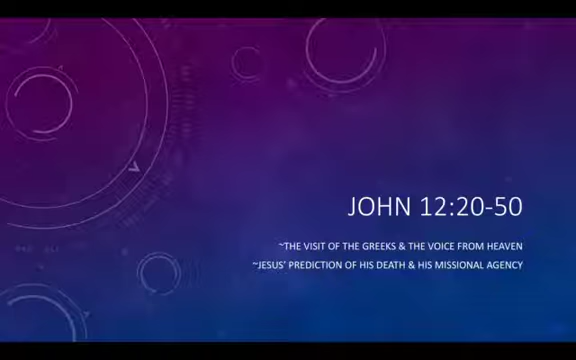 JOHN 12:20-50
~THE VISIT OF THE GREEKS & THE VOICE FROM HEAVEN
~JESUS' PREDICTION OF HIS DEATH & HIS MISSIONAL AGENCY